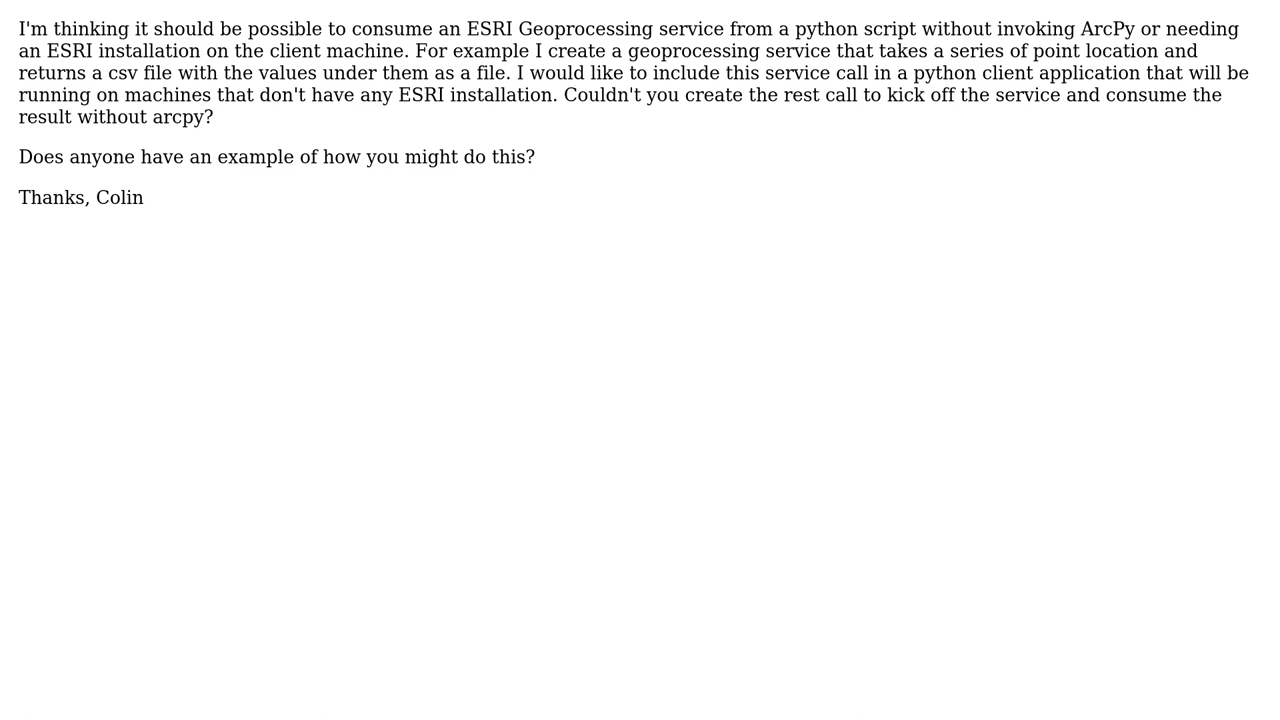 I'm thinking it should be possible to consume an ESRI Geoprocessing service from a python script without invoking ArcPy or needing
an ESRI installation on the client machine. For example I create a geoprocessing service that takes a series of point location and
returns a csv file with the values under them as a file. I would like to include this service call in a python client application that will be
running on machines that don't have any ESRI installation. Couldn't you create the rest call to kick off the service and consume the
result without arcpy?
Does anyone have an example of how you might do this?
Thanks, Colin